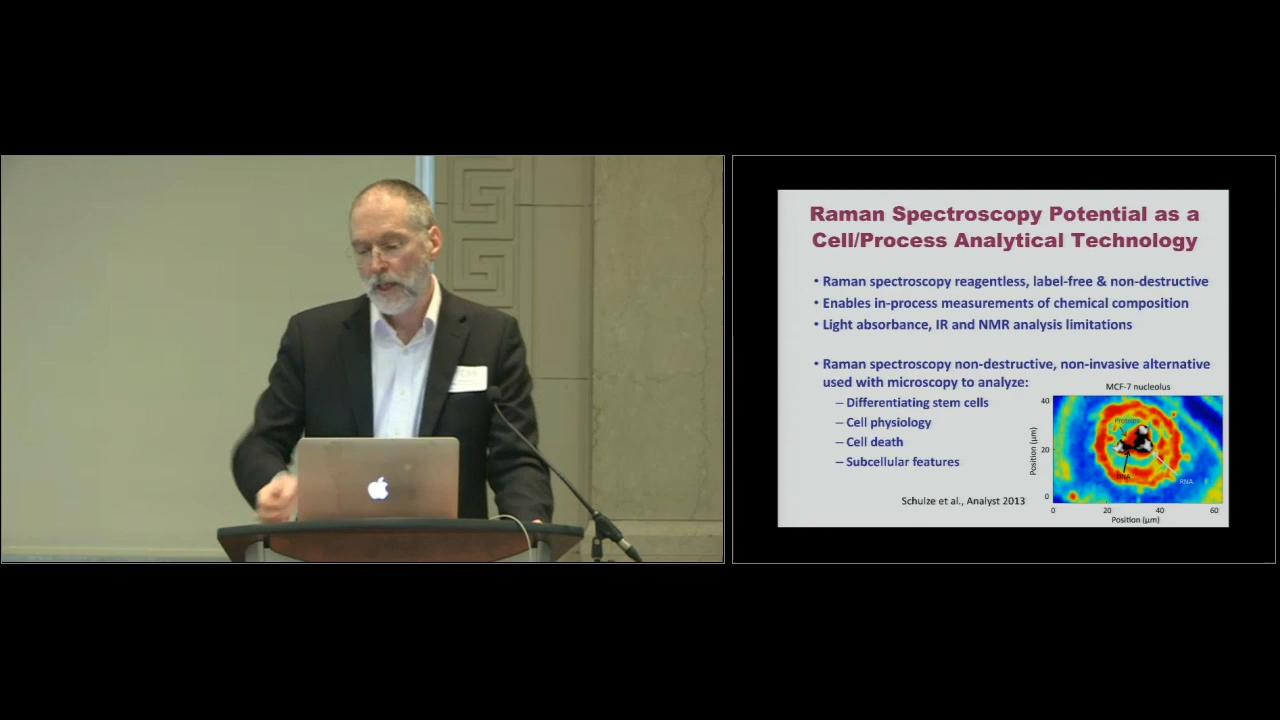 Raman Spectroscopy Potential as a
Cell/Process Analytical Technology
• Raman spectroscopy reagentless, label-free & non-destructive
• Enables in-process measurements of chemical composition
• Light absorbance, IR and NMR analysis limitations
• Raman spectroscopy non-destructive, non-invasive alternative
used with microscopy to analyze:
– Differentiating stem cells
– Cell physiology
– Cell death
– Subcellular features
Schulze et al., Analyst 2013
MCF-7 nucleolus
Position (µm)
40
20
0
Proteins
DNA
RNA
0 20 40 60
Position (µm)